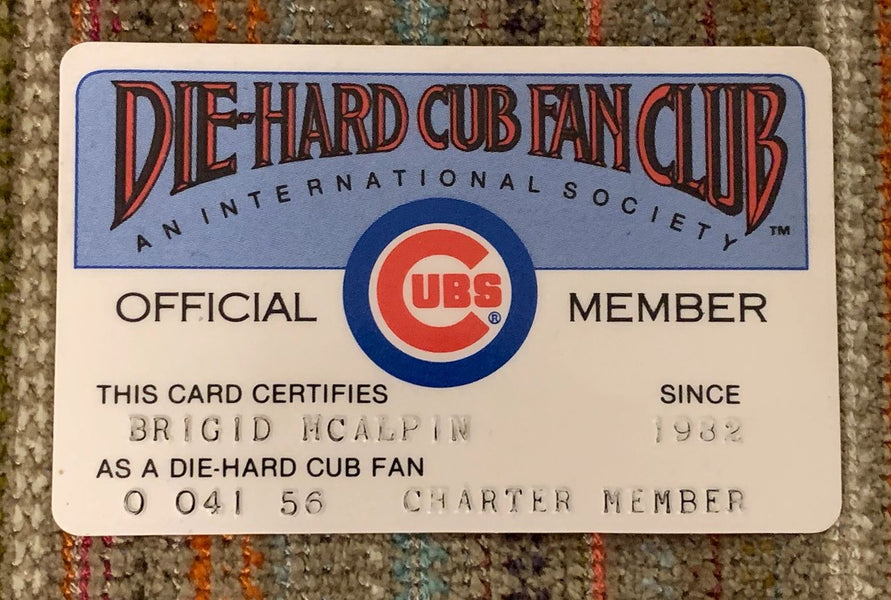 DIE-HARD CUB FAN CLUB
AN INTERNATIONAL SOCIETY ™
OFFICIAL CUBS ® MEMBER
THIS CARD CERTIFIES SINCE
BRIGID MCALPIN 1982
AS A DIE-HARD CUB FAN
0 041 56 CHARTER MEMBER